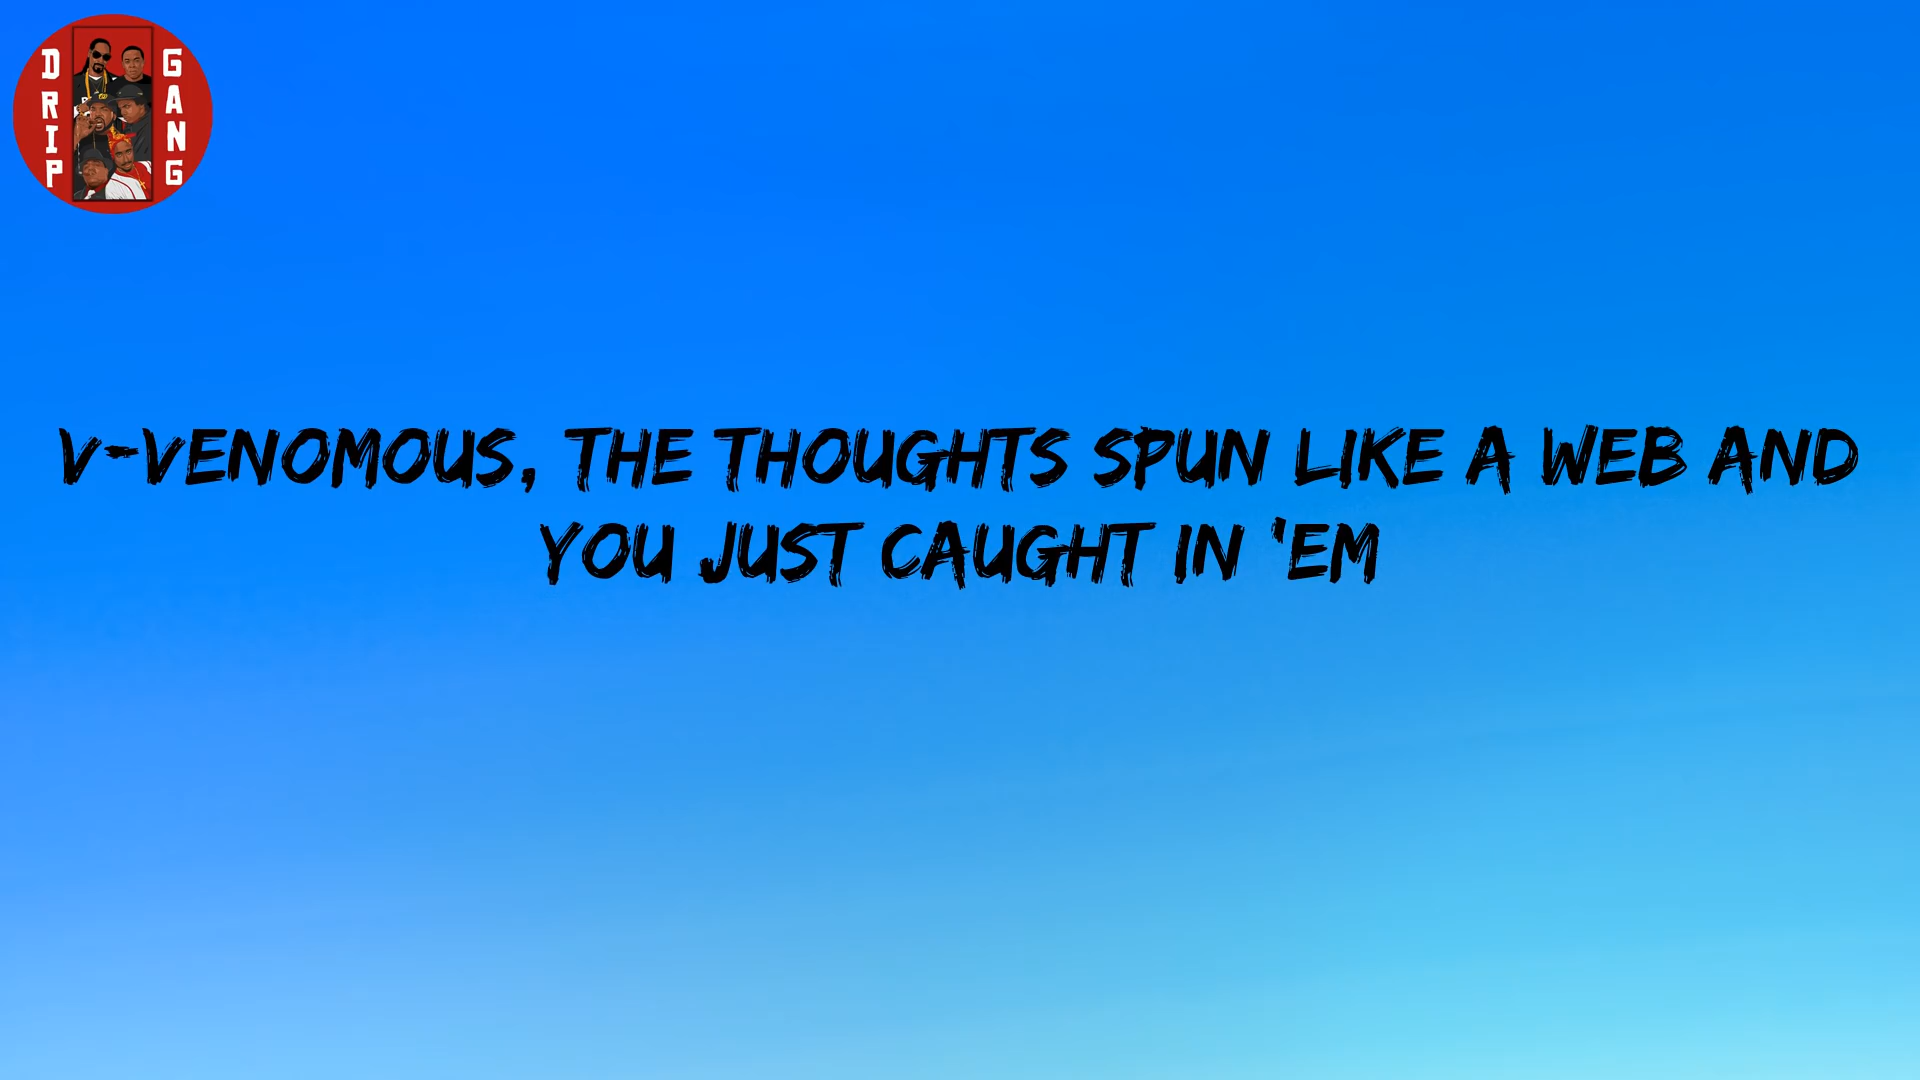 DRIP
GANG
V-VENOMOUS, THE THOUGHTS SPUN LIKE A WEB AND
YOU JUST CAUGHT IN 'EM